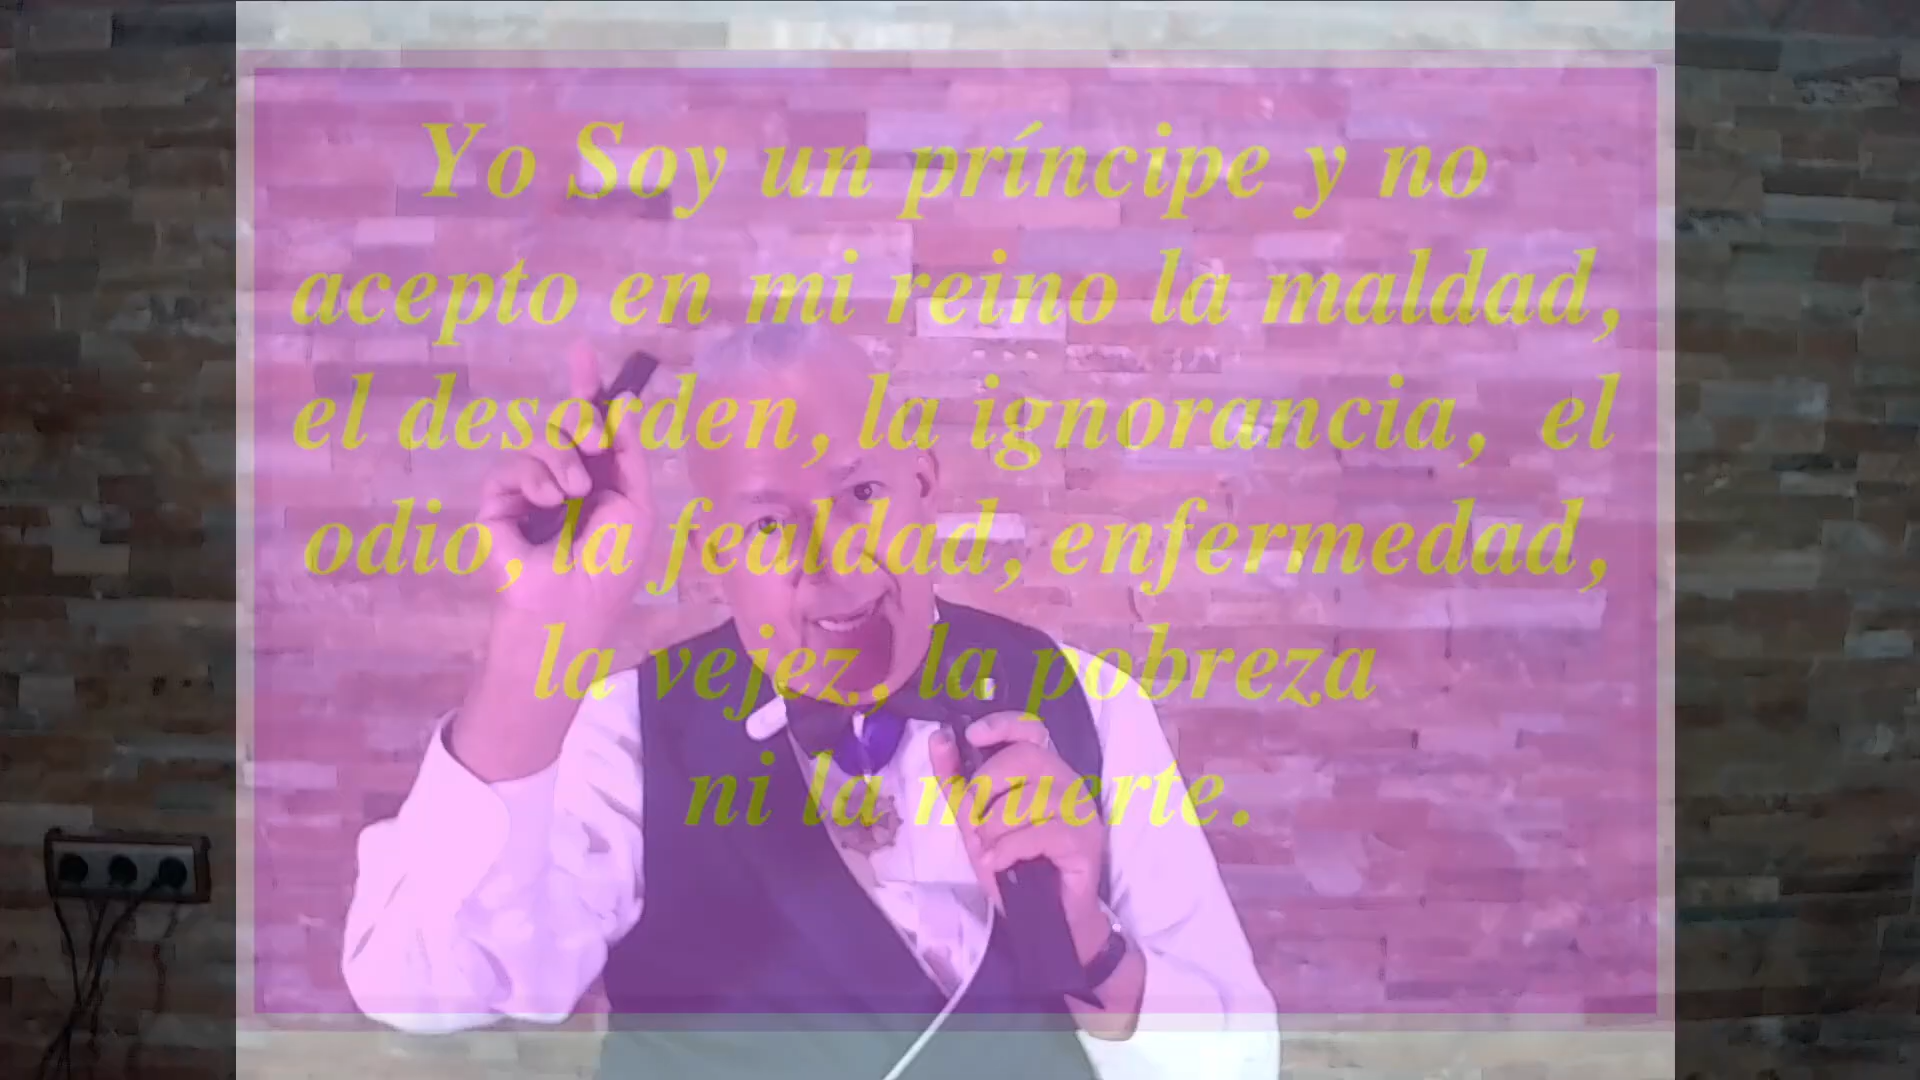 Yo Soy un príncipe y no
acepto en mi reino la maldad,
el desorden, la ignorancia, el
odio, la fealdad, enfermedad,
la vejez, la pobreza
ni la muerte.